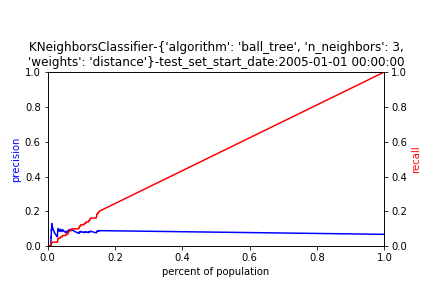 KNeighborsClassifier-{'algorithm': 'ball_tree', 'n_neighbors': 3,
'weights': 'distance'}-test_set_start_date:2005-01-01 00:00:00
1.0
0.8
0.6
0.4
0.2
0.0
precision
1.0
0.8
0.6
0.4
0.2
0.0
recall
0.0 0.2 0.4 0.6 0.8 1.0
percent of population